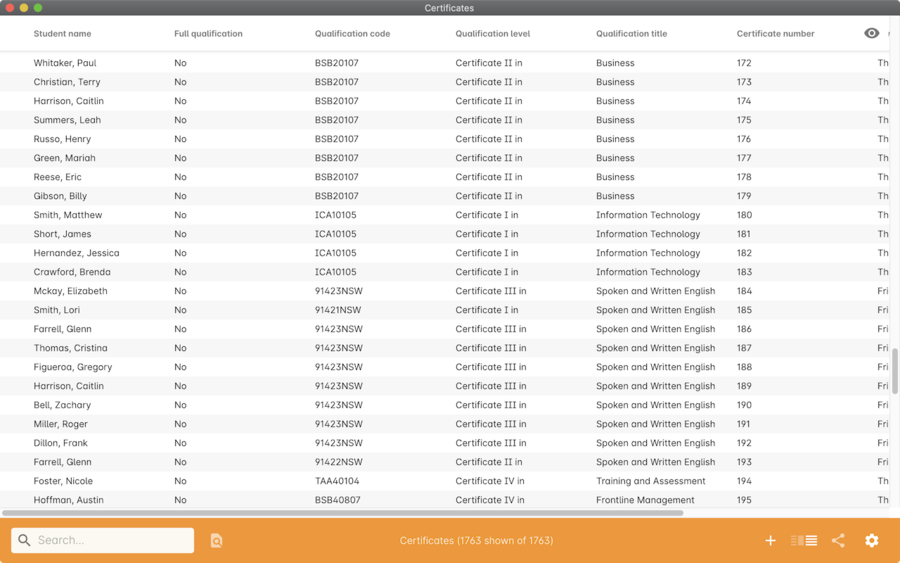 Certificates
Student name Full qualification Qualification code Qualification level Qualification title Certificate number
Whitaker, Paul No BSB20107 Certificate II in Business 172 Th
Christian, Terry No BSB20107 Certificate II in Business 173 Th
Harrison, Caitlin No BSB20107 Certificate II in Business 174 Th
Summers, Leah No BSB20107 Certificate II in Business 175 Th
Russo, Henry No BSB20107 Certificate II in Business 176 Th
Green, Mariah No BSB20107 Certificate II in Business 177 Th
Reese, Eric No BSB20107 Certificate II in Business 178 Th
Gibson, Billy No BSB20107 Certificate II in Business 179 Th
Smith, Matthew No ICA10105 Certificate I in Information Technology 180 Th
Short, James No ICA10105 Certificate I in Information Technology 181 Th
Hernandez, Jessica No ICA10105 Certificate I in Information Technology 182 Th
Crawford, Brenda No ICA10105 Certificate I in Information Technology 183 Th
Mckay, Elizabeth No 91423NSW Certificate III in Spoken and Written English 184 Fri
Smith, Lori No 91421NSW Certificate I in Spoken and Written English 185 Fri
Farrell, Glenn No 91423NSW Certificate III in Spoken and Written English 186 Fri
Thomas, Cristina No 91423NSW Certificate III in Spoken and Written English 187 Fri
Figueroa, Gregory No 91423NSW Certificate III in Spoken and Written English 188 Fri
Harrison, Caitlin No 91423NSW Certificate III in Spoken and Written English 189 Fri
Bell, Zachary No 91423NSW Certificate III in Spoken and Written English 190 Fri
Miller, Roger No 91423NSW Certificate III in Spoken and Written English 191 Fri
Dillon, Frank No 91423NSW Certificate III in Spoken and Written English 192 Fri
Farrell, Glenn No 91422NSW Certificate II in Spoken and Written English 193 Fri
Foster, Nicole No TAA40104 Certificate IV in Training and Assessment 194 Th
Hoffman, Austin No BSB40807 Certificate IV in Frontline Management 195 Th
Search... Certificates (1763 shown of 1763)